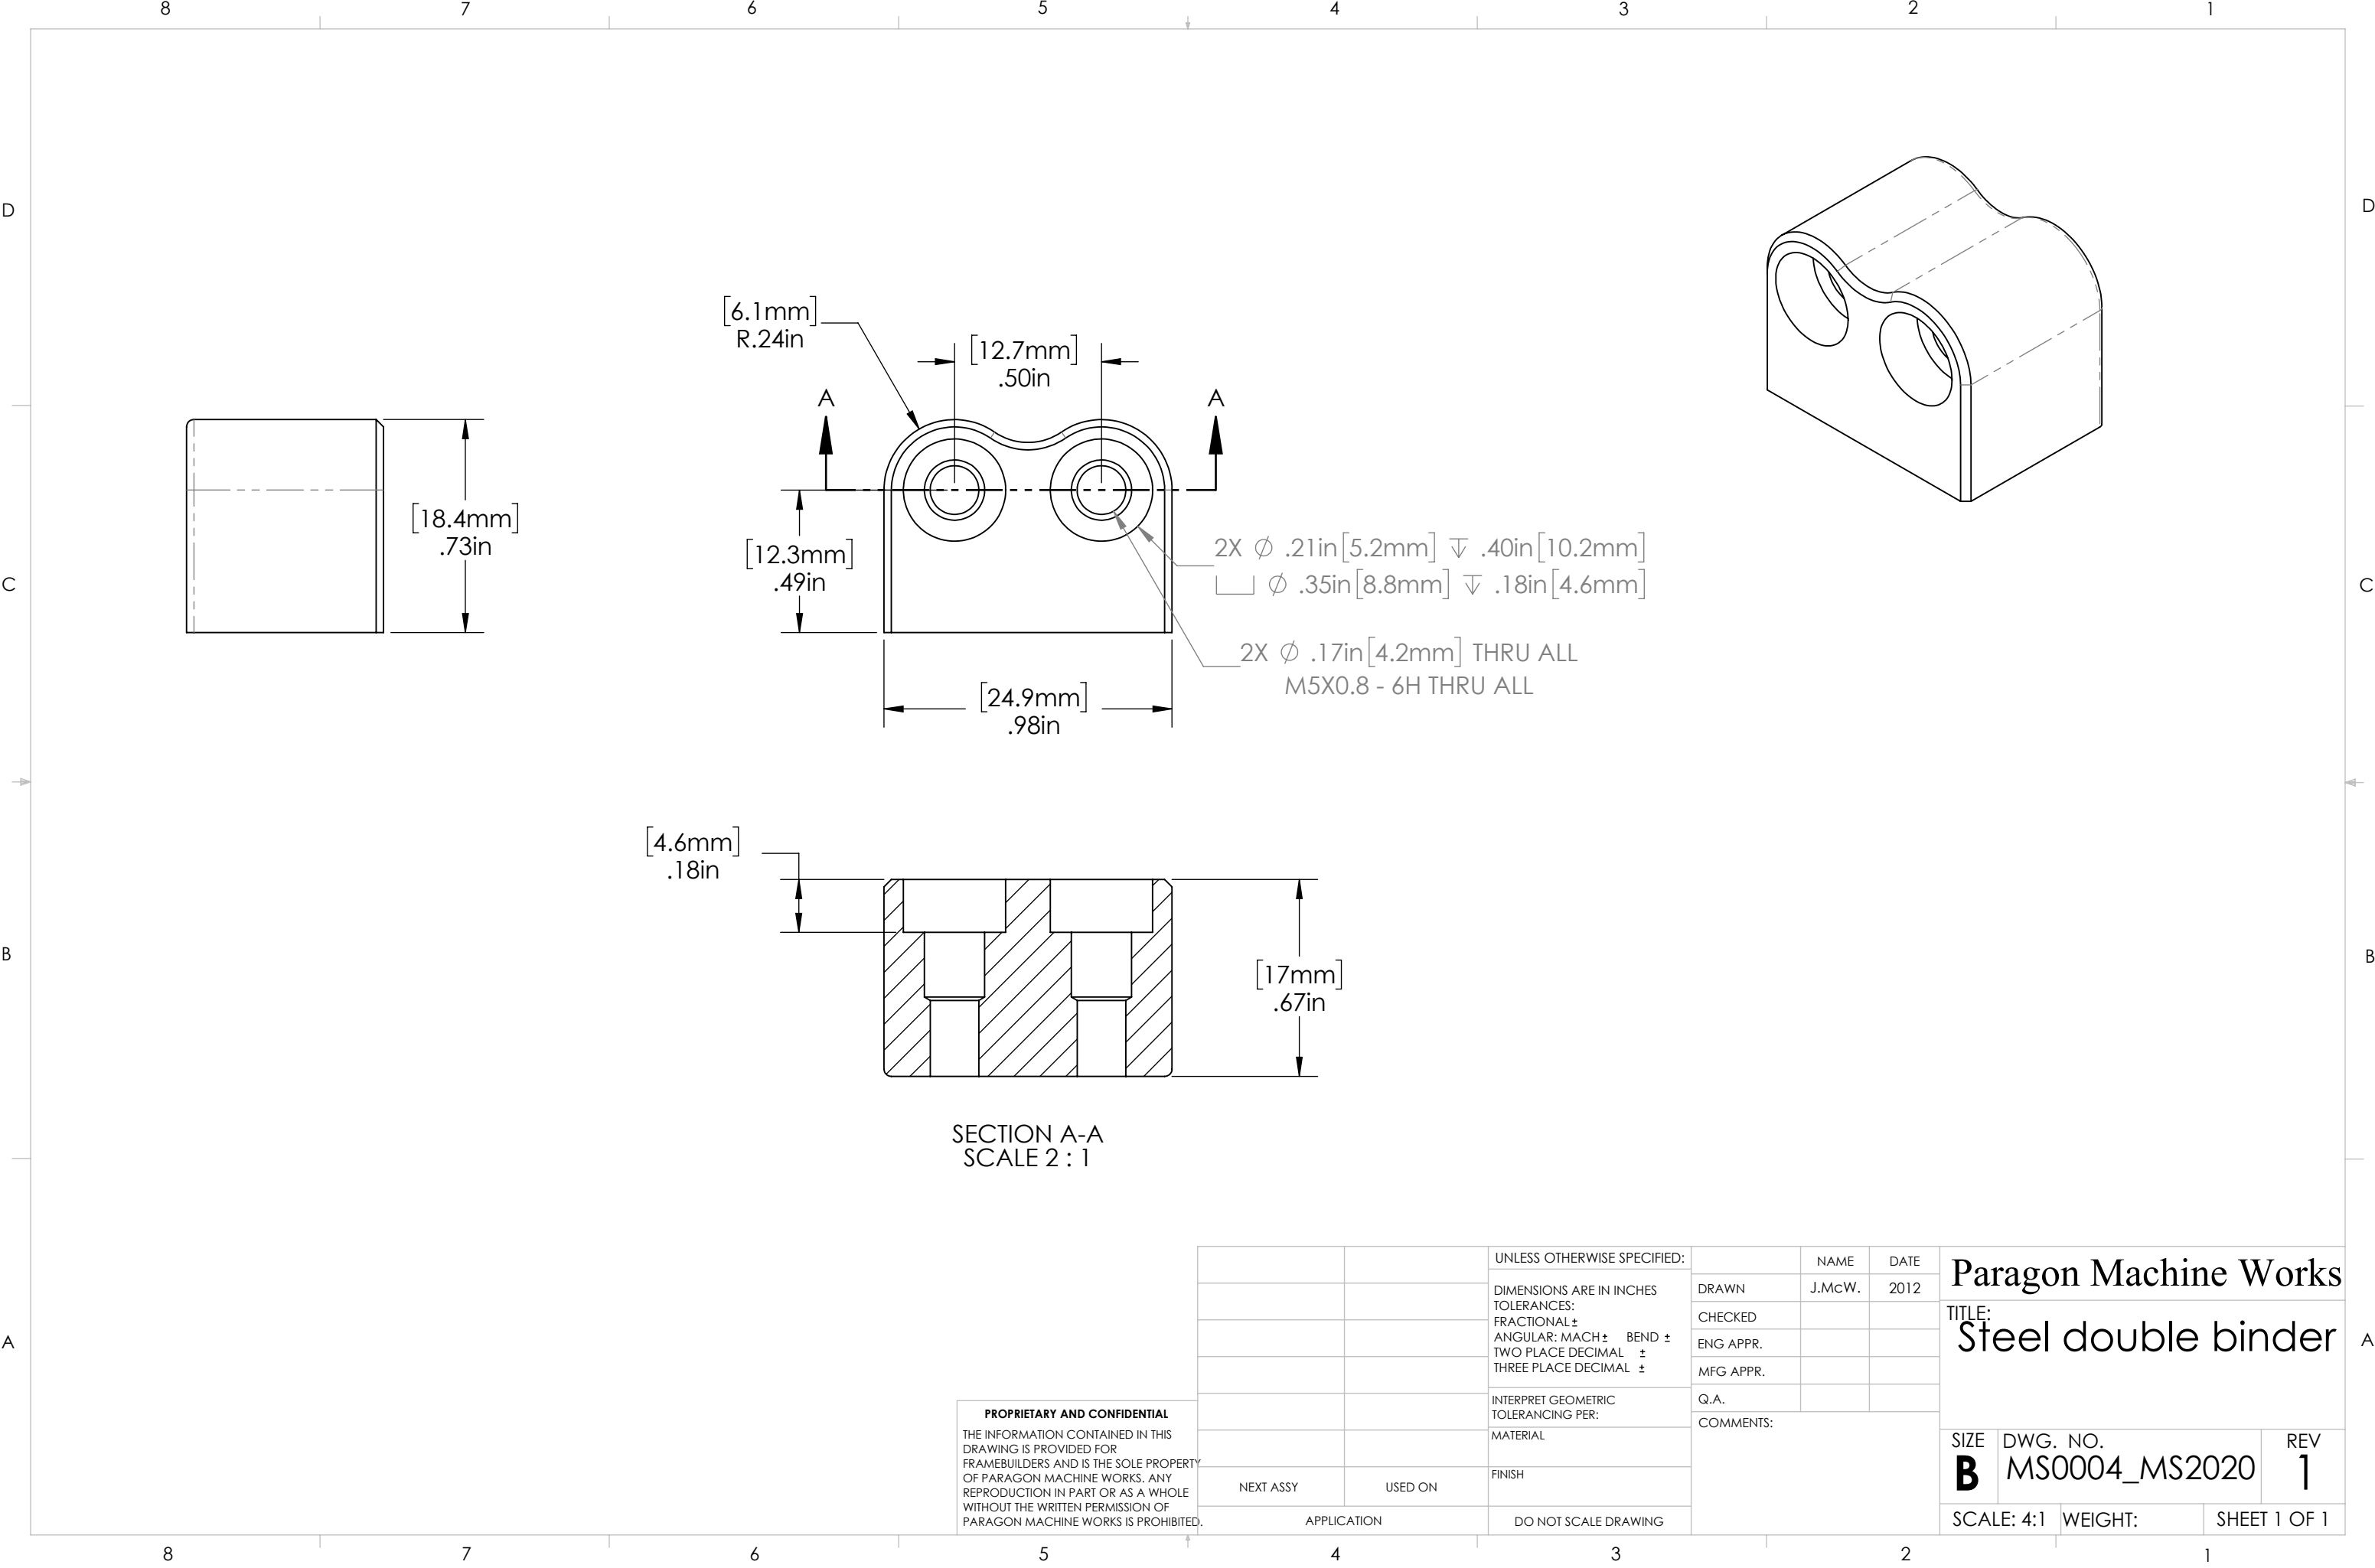 8 7 6 5 4 3 2 1
D D
[6.1mm]
R.24in
[12.7mm]
.50in
A A
[18.4mm]
.73in
[12.3mm]
.49in
2X ∅ .21in[5.2mm] ↧ .40in[10.2mm]
⌴ ∅ .35in[8.8mm] ↧ .18in[4.6mm]
C C
2X ∅ .17in[4.2mm] THRU ALL
M5X0.8 - 6H THRU ALL
[24.9mm]
.98in
[4.6mm]
.18in
B B
[17mm]
.67in
SECTION A-A
SCALE 2 : 1
A A
PROPRIETARY AND CONFIDENTIAL
THE INFORMATION CONTAINED IN THIS
DRAWING IS PROVIDED FOR
FRAMEBUILDERS AND IS THE SOLE PROPERTY
OF PARAGON MACHINE WORKS. ANY
REPRODUCTION IN PART OR AS A WHOLE
WITHOUT THE WRITTEN PERMISSION OF
PARAGON MACHINE WORKS IS PROHIBITED.
NEXT ASSY USED ON
APPLICATION
UNLESS OTHERWISE SPECIFIED:
DIMENSIONS ARE IN INCHES
TOLERANCES:
FRACTIONAL ±
ANGULAR: MACH ± BEND ±
TWO PLACE DECIMAL ±
THREE PLACE DECIMAL ±
INTERPRET GEOMETRIC
TOLERANCING PER:
MATERIAL
FINISH
DO NOT SCALE DRAWING
NAME DATE
DRAWN J.McW. 2012
CHECKED
ENG APPR.
MFG APPR.
Q.A.
COMMENTS:
Paragon Machine Works
TITLE:
Steel double binder
SIZE DWG. NO. REV
B MS0004_MS2020 1
SCALE: 4:1 WEIGHT: SHEET 1 OF 1
8 7 6 5 4 3 2 1